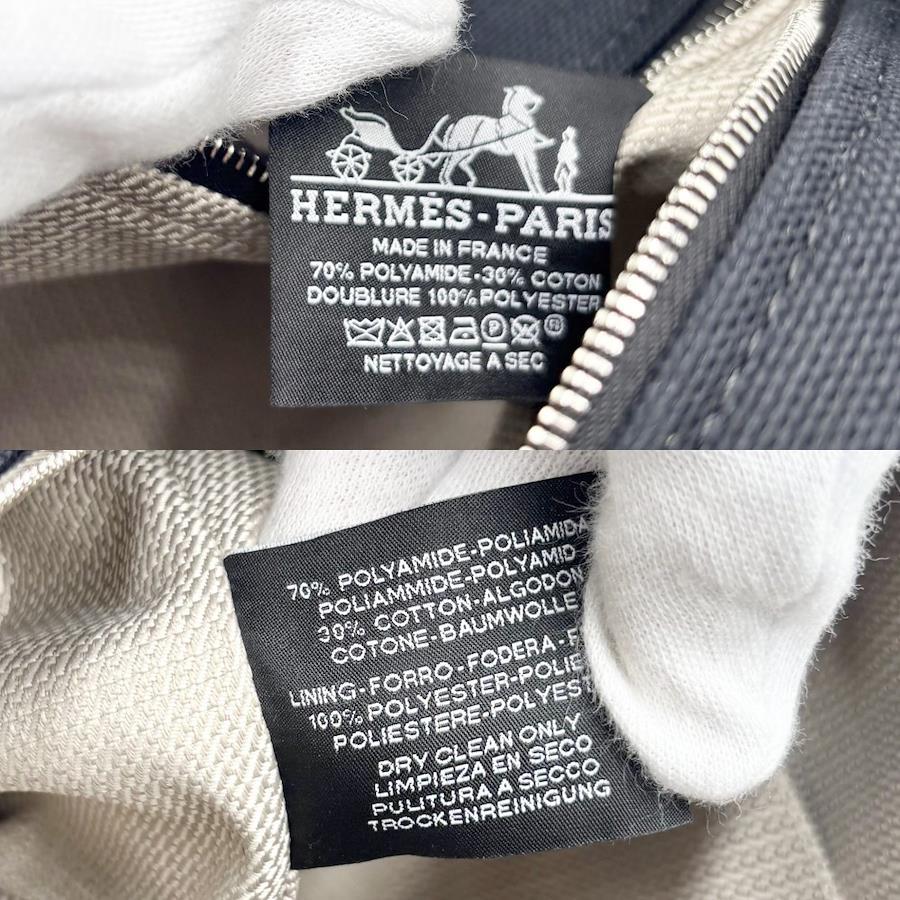 HERMÈS-PARIS
MADE IN FRANCE
70% POLYAMIDE-30% COTON
DOUBLURE 100% POLYESTER
P
NETTOYAGE A SEC
70% POLYAMIDE-POLIAMIDA
POLIAMMIDE-POLYAMID
30% COTTON-ALGODON
COTONE-BAUMWOLLE
LINING-FORRO-FODERA-F
100% POLYESTER-POLIE
POLIESTERE-POLYEST
DRY CLEAN ONLY
LIMPIEZA EN SECO
PULITURA A SECCO
TROCKENREINIGUNG